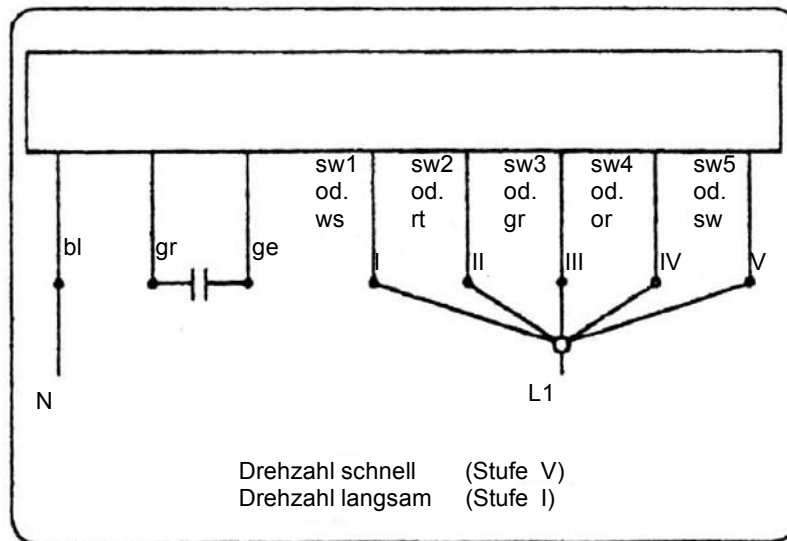 sw1 sw2 sw3 sw4 sw5
od. od. od. od. od.
ws rt gr or sw
bl gr ge I II III IV V
N L1
Drehzahl schnell (Stufe V)
Drehzahl langsam (Stufe I)